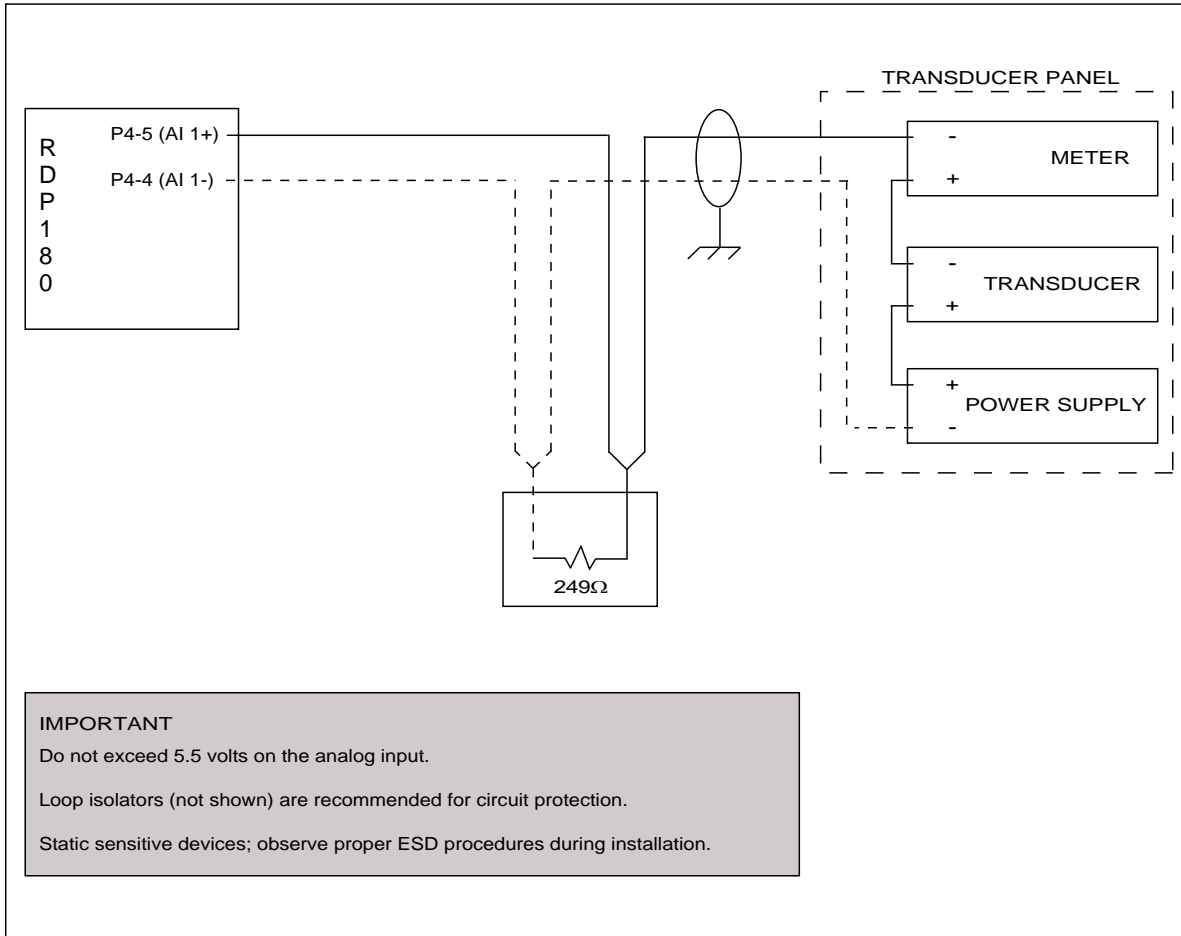 TRANSDUCER PANEL
R
D
P
1
8
0
P4-5 (AI 1+)
P4-4 (AI 1-)
-
METER
+
-
TRANSDUCER
+
+
POWER SUPPLY
-
249Ω
IMPORTANT
Do not exceed 5.5 volts on the analog input.
Loop isolators (not shown) are recommended for circuit protection.
Static sensitive devices; observe proper ESD procedures during installation.